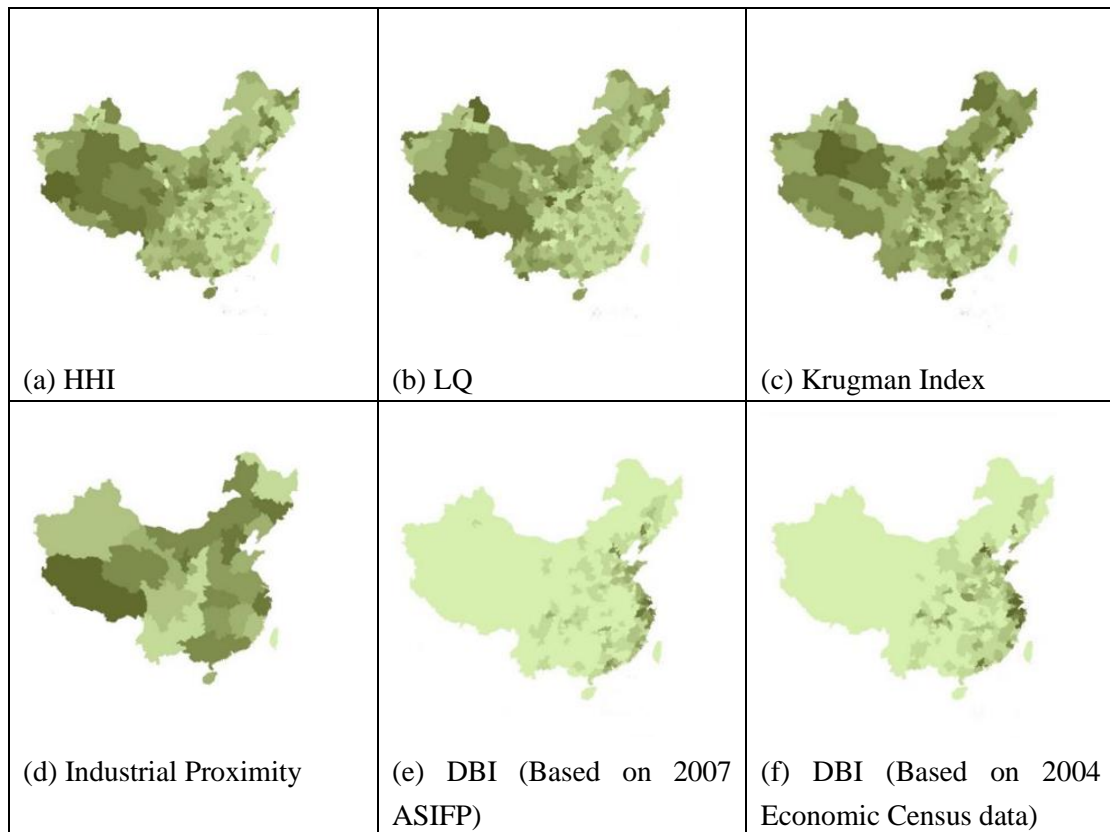 (a) HHI
(b) LQ
(c) Krugman Index
(d) Industrial Proximity
(e) DBI (Based on 2007
ASIFP)
(f) DBI (Based on 2004
Economic Census data)